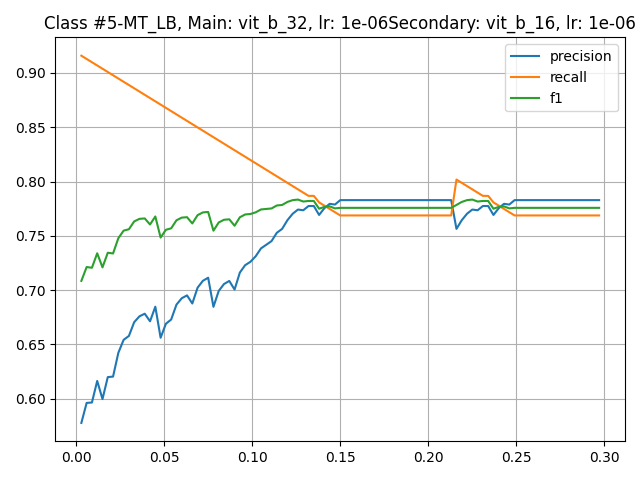 Class #5-MT_LB, Main: vit_b_32, lr: 1e-06Secondary: vit_b_16, lr: 1e-06
precision
recall
f1
0.90
0.85
0.80
0.75
0.70
0.65
0.60
0.00 0.05 0.10 0.15 0.20 0.25 0.30